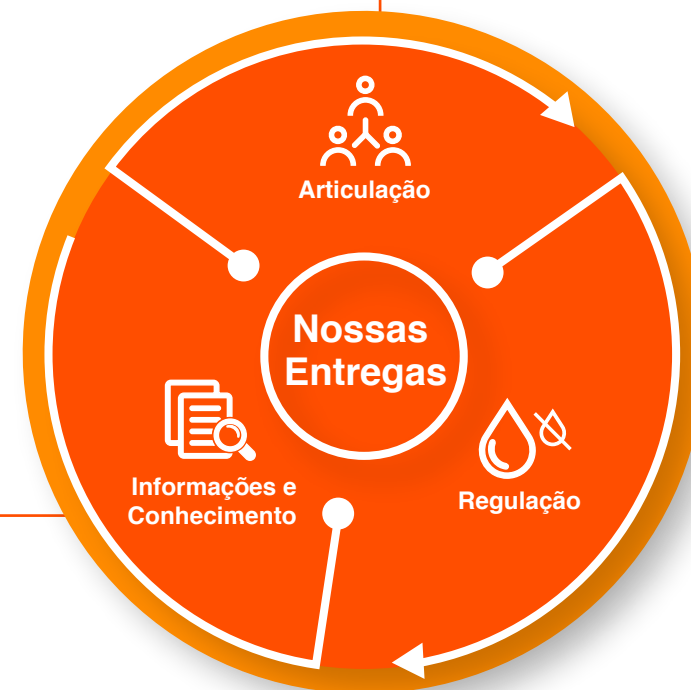 Articulação
Nossas
Entregas
Informações e
Conhecimento
Regulação